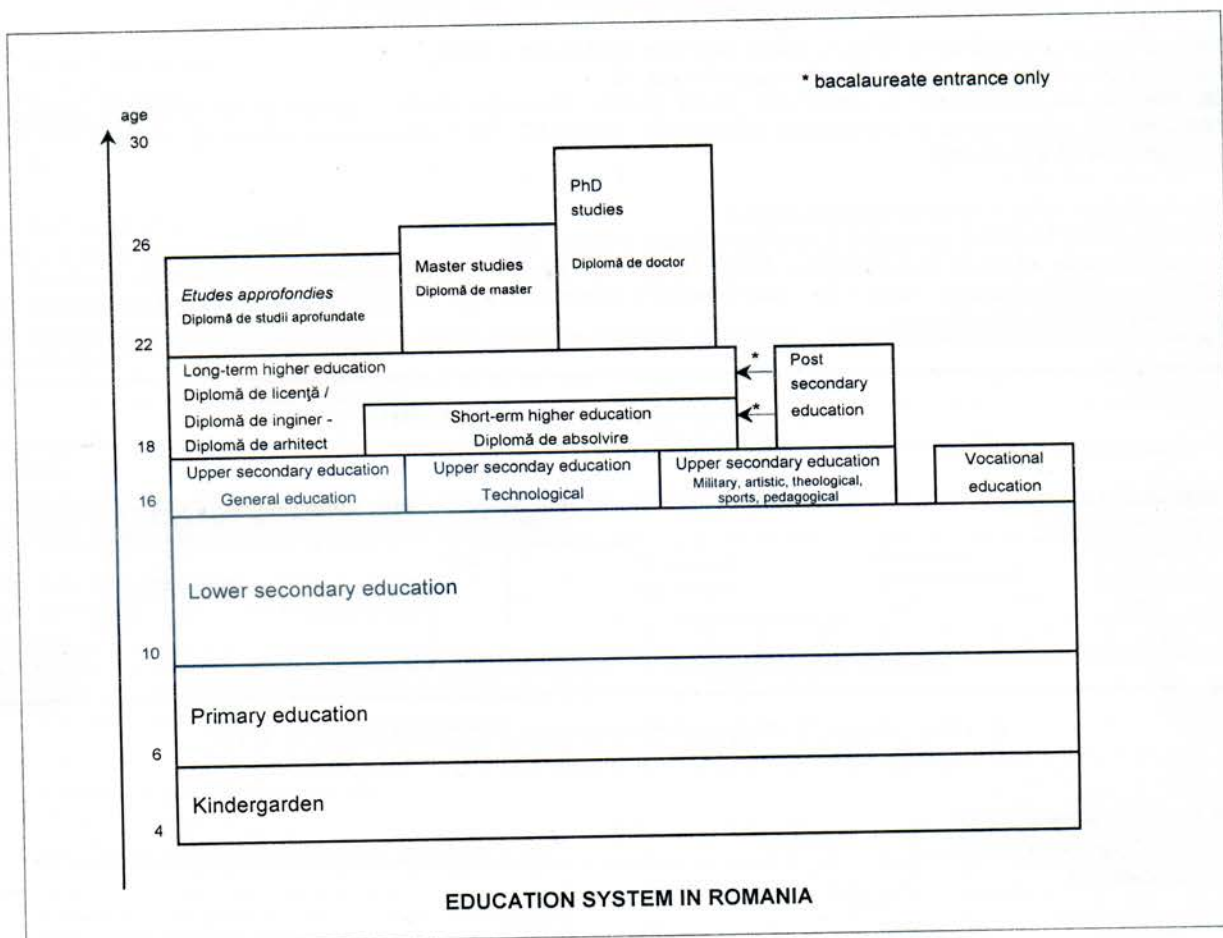 * bacalaureate entrance only
age
30
26
22
18
16
10
6
4
PhD
studies
Diplomă de doctor
Master studies
Diplomă de master
Etudes approfondies
Diplomă de studii aprofundate
Long-term higher education
Diplomă de licenţă /
Diplomă de inginer -
Diplomă de arhitect
Short-erm higher education
Diplomă de absolvire
*
*
Post
secondary
education
Upper secondary education
General education
Upper seconday education
Technological
Upper secondary education
Military, artistic, theological,
sports, pedagogical
Vocational
education
Lower secondary education
Primary education
Kindergarden
EDUCATION SYSTEM IN ROMANIA